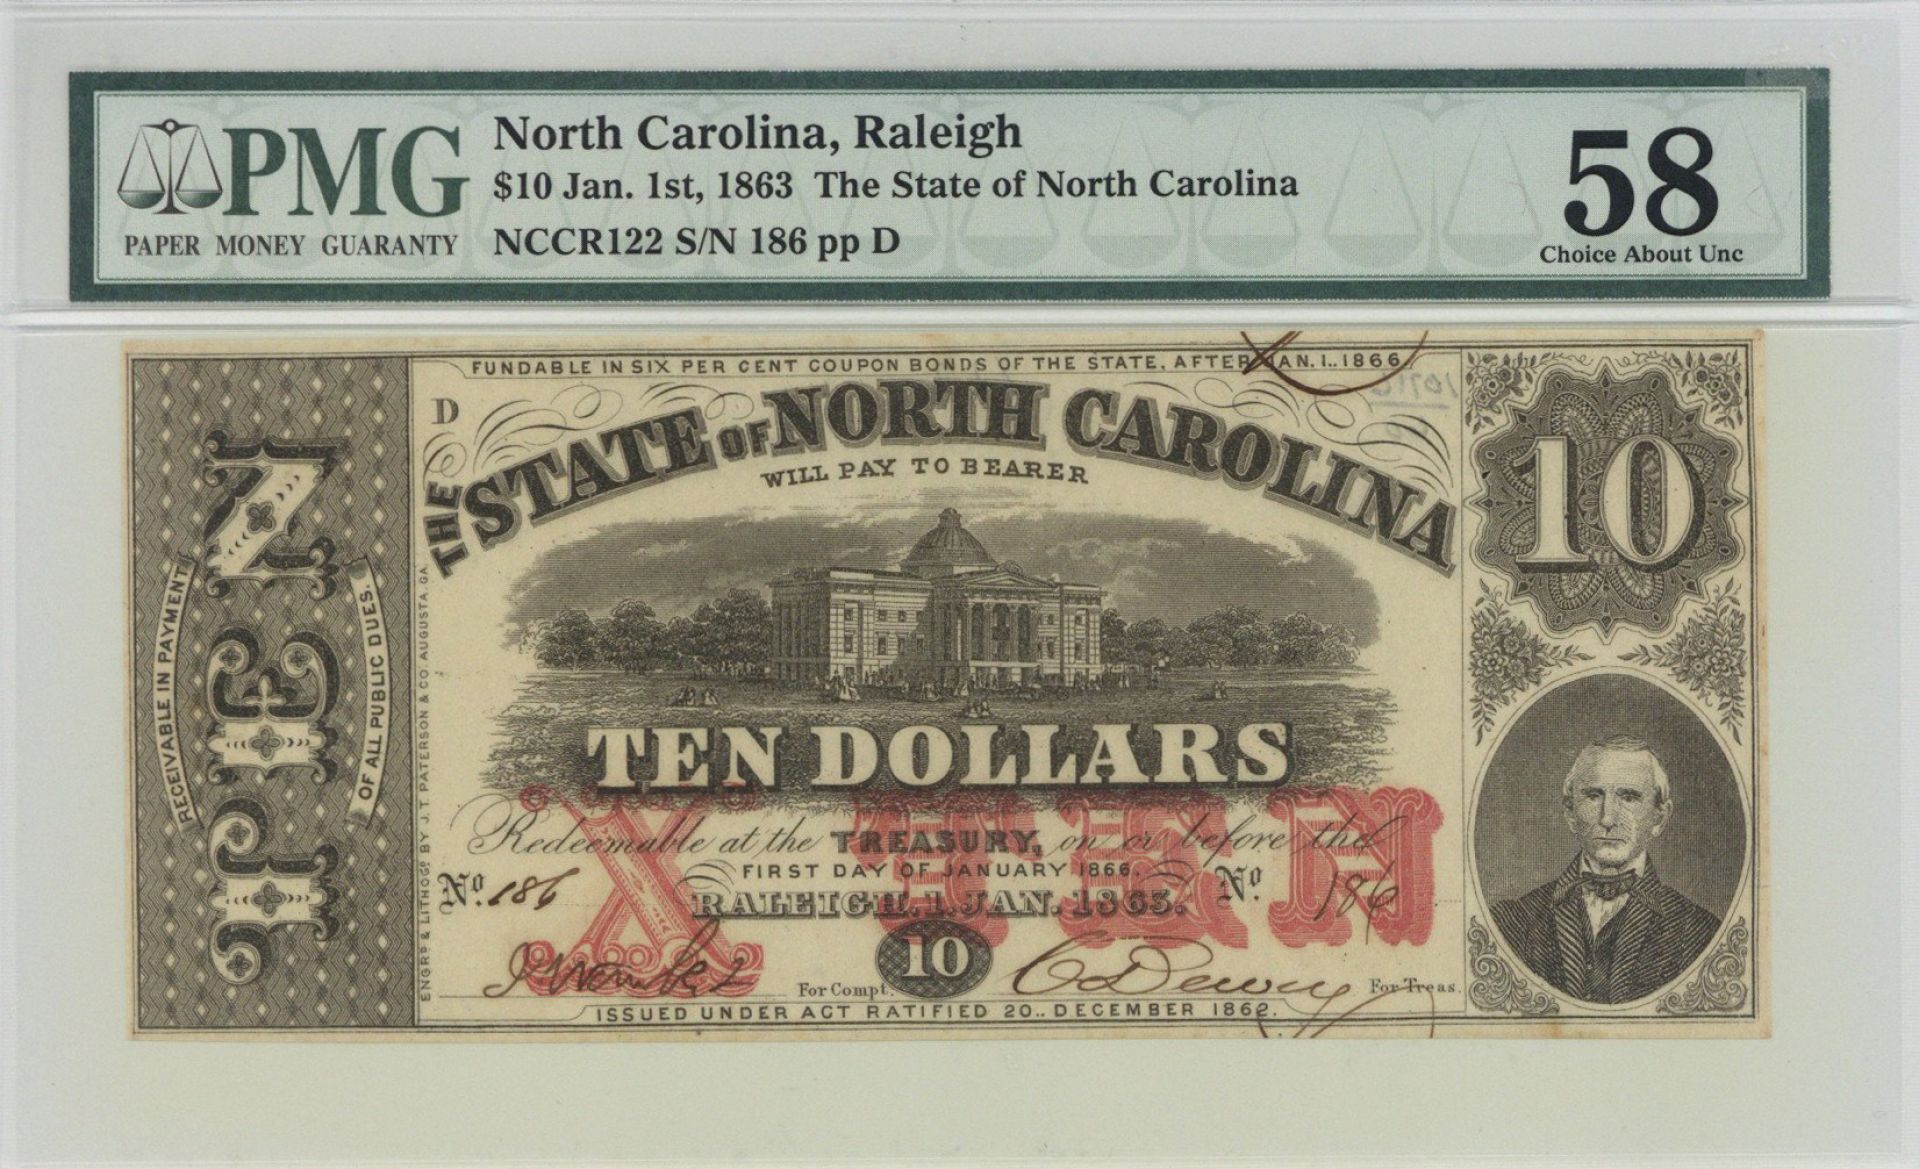 PMG
PAPER MONEY GUARANTY
North Carolina, Raleigh
$10 Jan. 1st, 1863 The State of North Carolina
NCCR122 S/N 186 pp D
58
Choice About Unc
FUNDABLE IN SIX PER CENT COUPON BONDS OF THE STATE, AFTER JAN. 1.. 1866
D
THE STATE OF NORTH CAROLINA
WILL PAY TO BEARER
10
TEN
RECEIVABLE IN PAYMENT
OF ALL PUBLIC DUES.
ENGRD & LITHOGD BY J.T. PATERSON & CO AUGUSTA, GA.
TEN DOLLARS
X TEN
Redeemable at the TREASURY, on or before the
FIRST DAY OF JANUARY 1866.
No. 186
RALEIGH. 1. JAN. 1863.
No. 186
10
For Compt.
For Treas.
ISSUED UNDER ACT RATIFIED 20.. DECEMBER 1862.